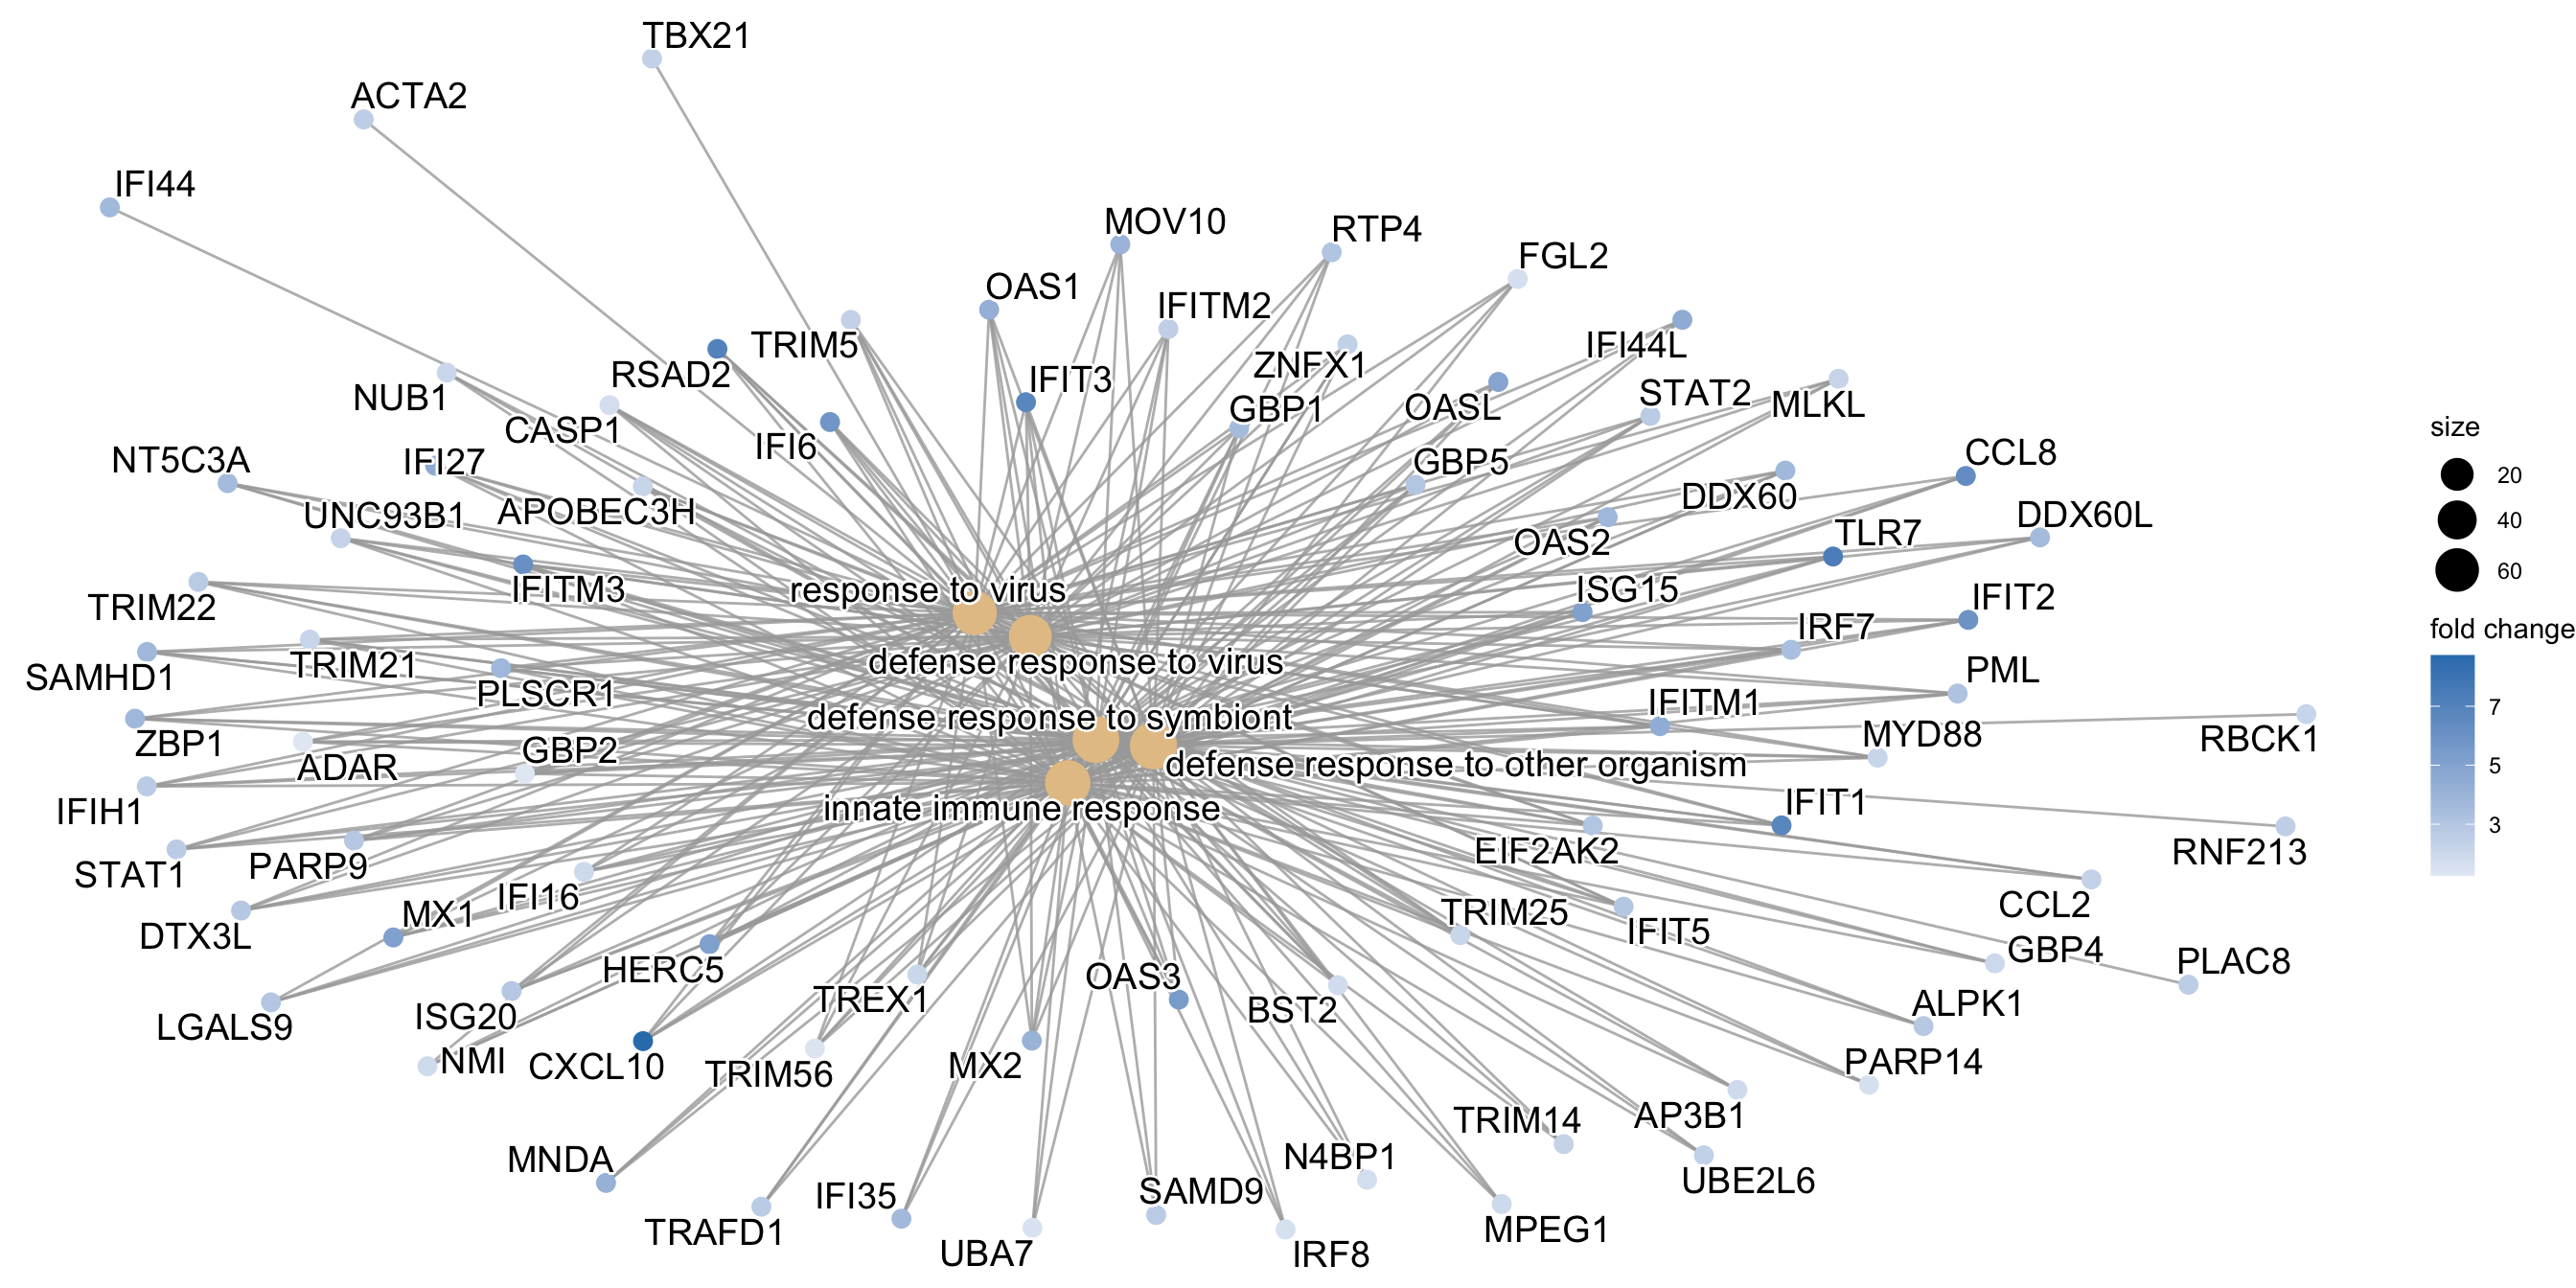 TBX21
ACTA2
IFI44
MOV10
RTP4
FGL2
OAS1
IFITM2
TRIM5
IFI44L
ZNFX1
RSAD2
IFIT3
STAT2
MLKL
NUB1
OASL
GBP1
CASP1
IFI6
CCL8
NT5C3A
IFI27
GBP5
DDX60
UNC93B1
APOBEC3H
DDX60L
TLR7
OAS2
response to virus
ISG15
IFITM3
IFIT2
TRIM22
IRF7
defense response to virus
TRIM21
SAMHD1
PML
PLSCR1
IFITM1
defense response to symbiont
MYD88
RBCK1
ZBP1
GBP2
ADAR
defense response to other organism
IFIT1
innate immune response
IFIH1
EIF2AK2
RNF213
PARP9
STAT1
IFI16
CCL2
MX1
TRIM25
IFIT5
DTX3L
GBP4
PLAC8
HERC5
OAS3
TREX1
BST2
ALPK1
ISG20
LGALS9
NMI
CXCL10
MX2
TRIM56
PARP14
AP3B1
TRIM14
MNDA
N4BP1
UBE2L6
IFI35
SAMD9
TRAFD1
MPEG1
UBA7
IRF8
size
20
40
60
fold change
7
5
3